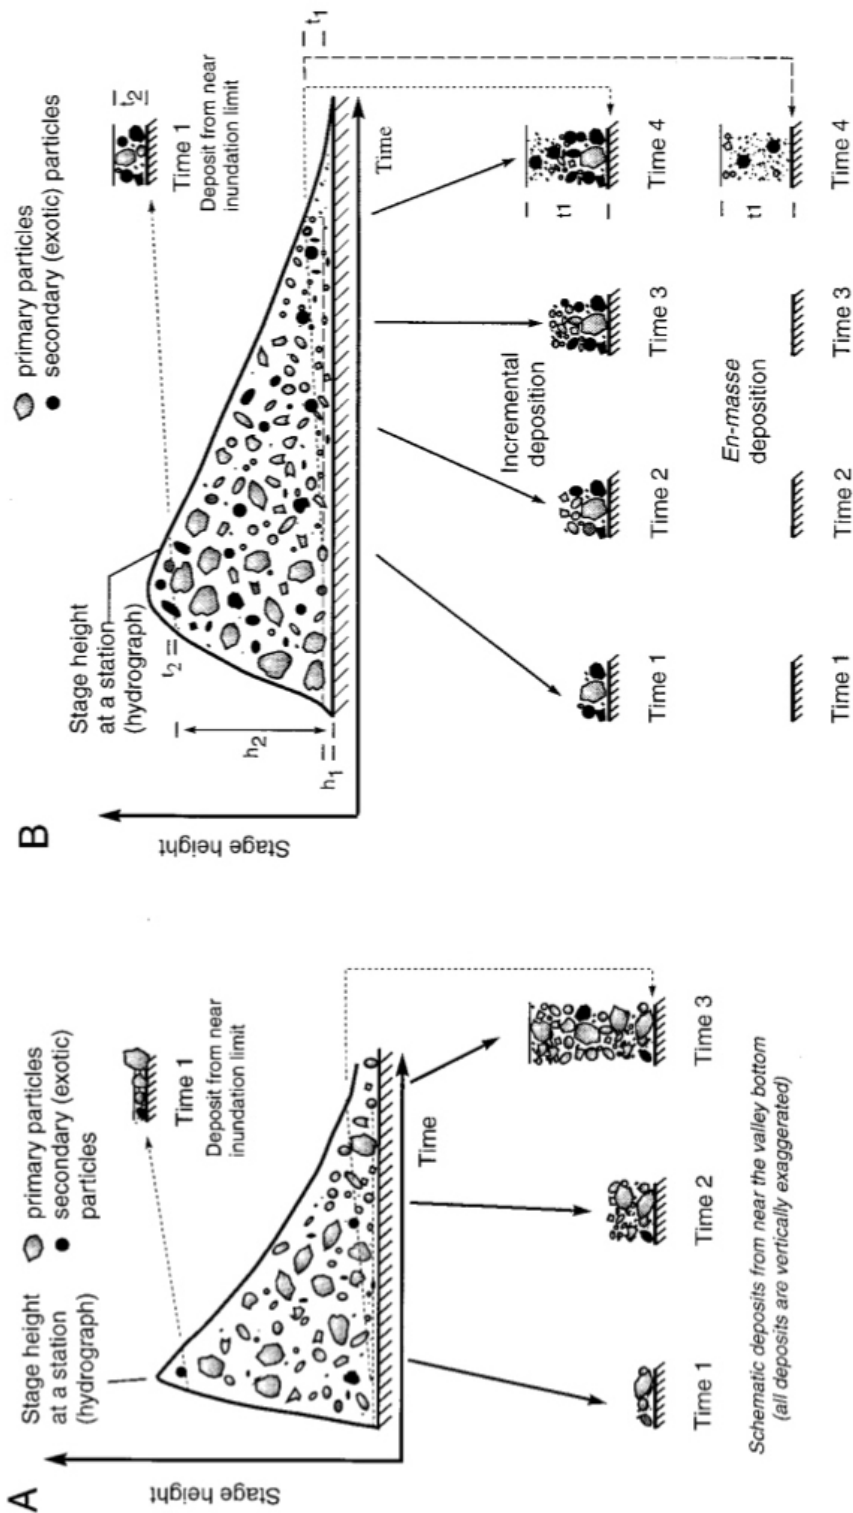 A
Stage height
at a station
(hydrograph)
primary particles
secondary (exotic)
particles
Stage height
Time 1
Deposit from near
inundation limit
Time
Time 1
Time 2
Time 3
Schematic deposits from near the valley bottom
(all deposits are vertically exaggerated)
B
primary particles
secondary (exotic) particles
Stage height
at a station
(hydrograph)
Stage height
t2
h2
h1
t2
Time 1
Deposit from near
inundation limit
t1
Time
Incremental
deposition
t1
Time 1
Time 2
Time 3
Time 4
En-masse
deposition
t1
Time 1
Time 2
Time 3
Time 4